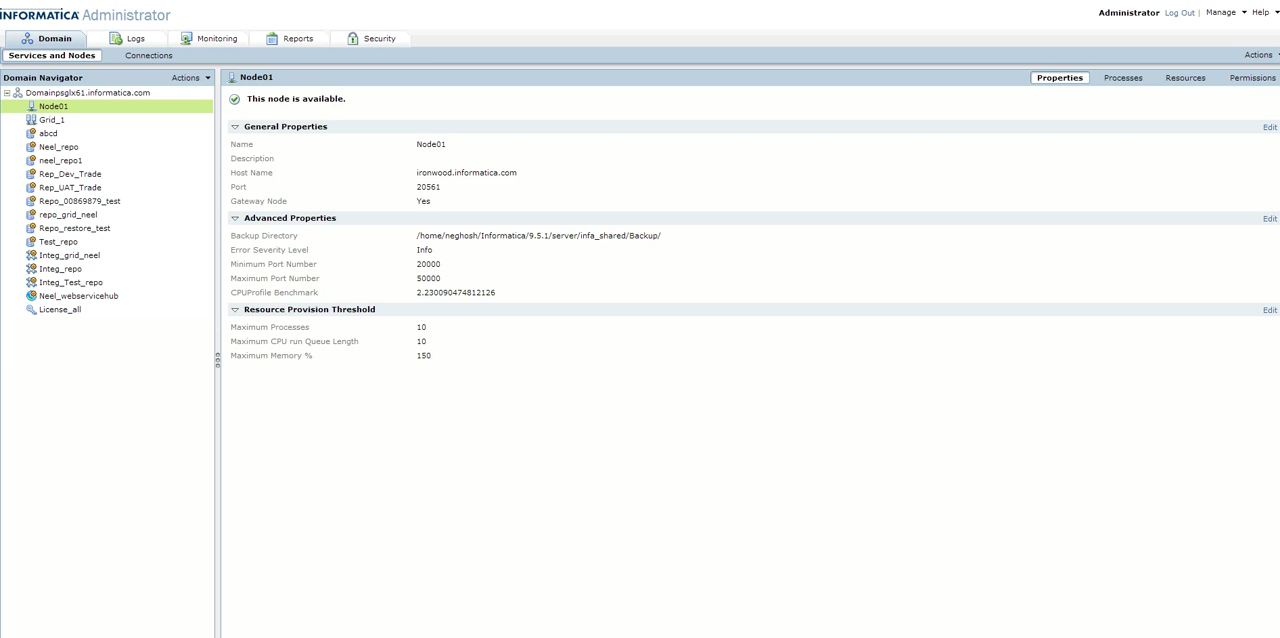 INFORMATICA Administrator
Administrator Log Out | Manage Help
Domain Logs Monitoring Reports Security
Services and Nodes Connections Actions
Domain Navigator Actions
Domainpsglx61.informatica.com
Node01
Grid_1
abcd
Neel_repo
neel_repo1
Rep_Dev_Trade
Rep_UAT_Trade
Repo_00869879_test
repo_grid_neel
Repo_restore_test
Test_repo
Integ_grid_neel
Integ_repo
Integ_Test_repo
Neel_webservicehub
License_all
Node01 Properties Processes Resources Permissions
This node is available.
General Properties Edit
Name Node01
Description
Host Name ironwood.informatica.com
Port 20561
Gateway Node Yes
Advanced Properties Edit
Backup Directory /home/neghosh/Informatica/9.5.1/server/infa_shared/Backup/
Error Severity Level Info
Minimum Port Number 20000
Maximum Port Number 50000
CPUProfile Benchmark 2.230090474812126
Resource Provision Threshold Edit
Maximum Processes 10
Maximum CPU run Queue Length 10
Maximum Memory % 150